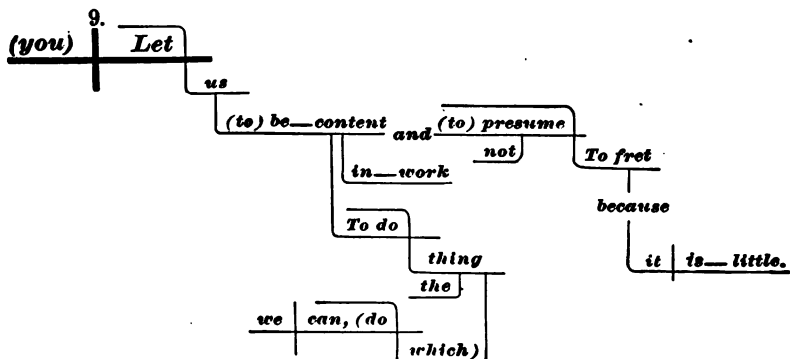 9.
(you) Let
us
(to) be content and (to) presume
not To fret
in work
because
To do
it is little.
thing
the
we can, (do
which)